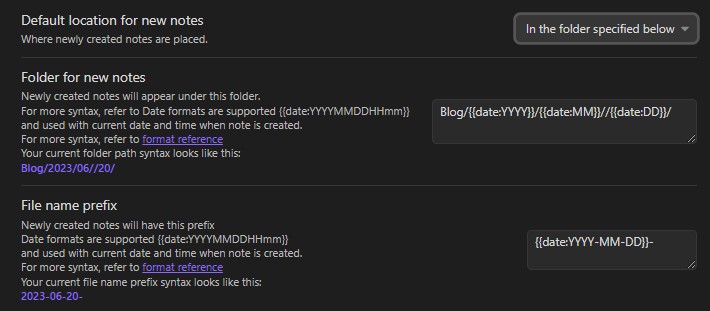 Default location for new notes
Where newly created notes are placed.
In the folder specified below
Folder for new notes
Newly created notes will appear under this folder.
For more syntax, refer to Date formats are supported {{date:YYYYMMDDHHmm}}
and used with current date and time when note is created.
For more syntax, refer to format reference
Your current folder path syntax looks like this:
Blog/2023/06//20/
Blog/{{date:YYYY}}/{{date:MM}}//{{date:DD}}/
File name prefix
Newly created notes will have this prefix
Date formats are supported {{date:YYYYMMDDHHmm}}
and used with current date and time when note is created.
For more syntax, refer to format reference
Your current file name prefix syntax looks like this:
2023-06-20-
{{date:YYYY-MM-DD}}-